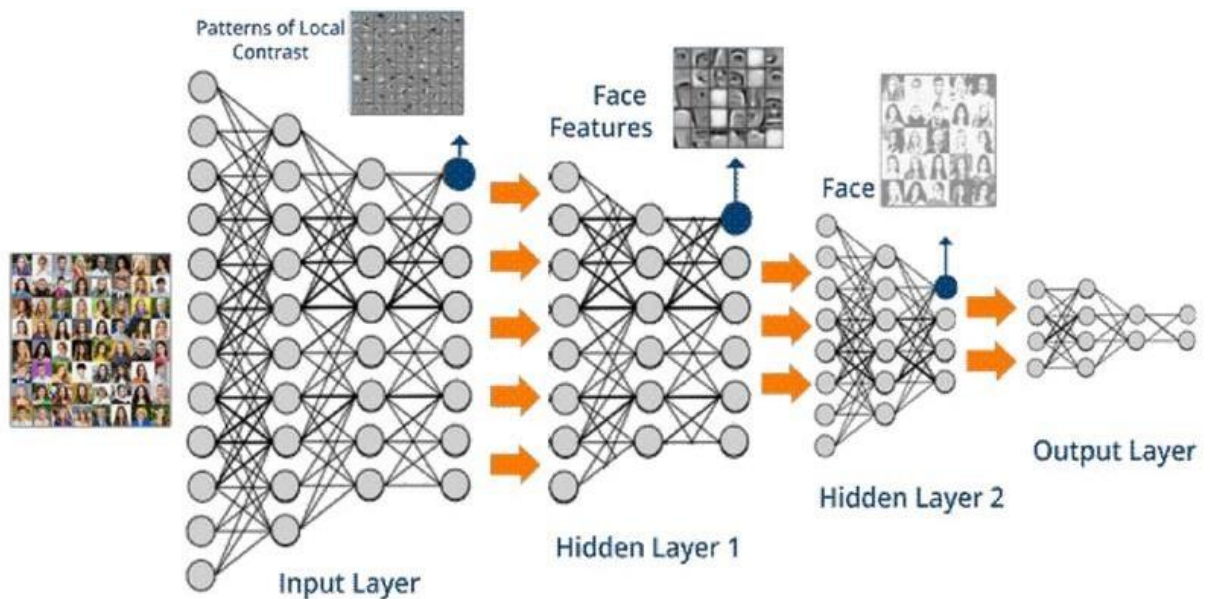 Patterns of Local
Contrast
Face
Features
Face
Output Layer
Hidden Layer 2
Hidden Layer 1
Input Layer